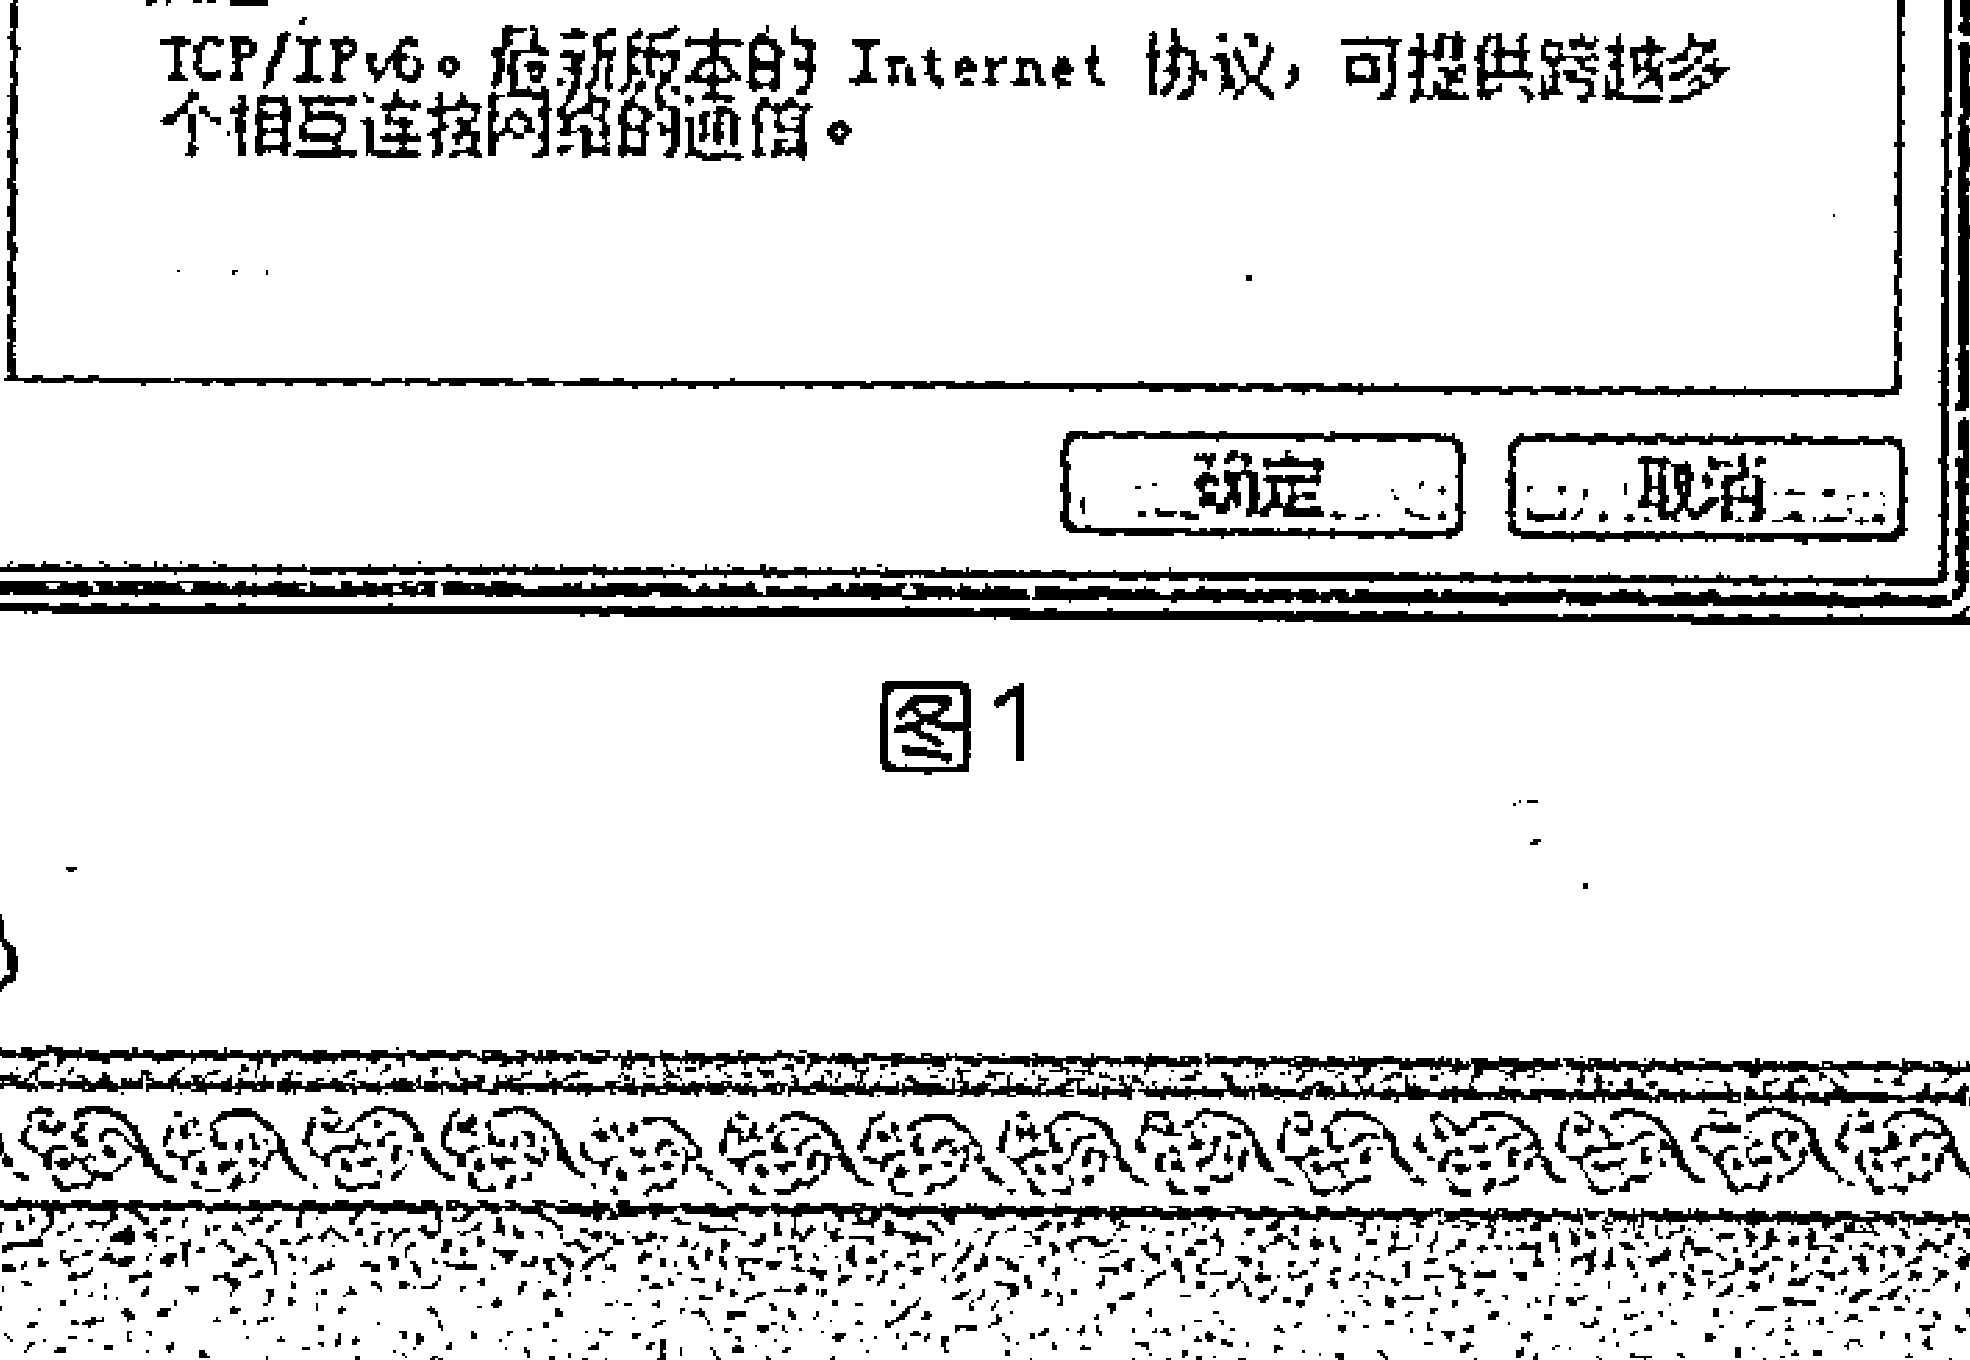 TCP/IPv6。最新版本的 Internet 协议，可提供跨越多
个相互连接网络的通信。
确定
取消
图1